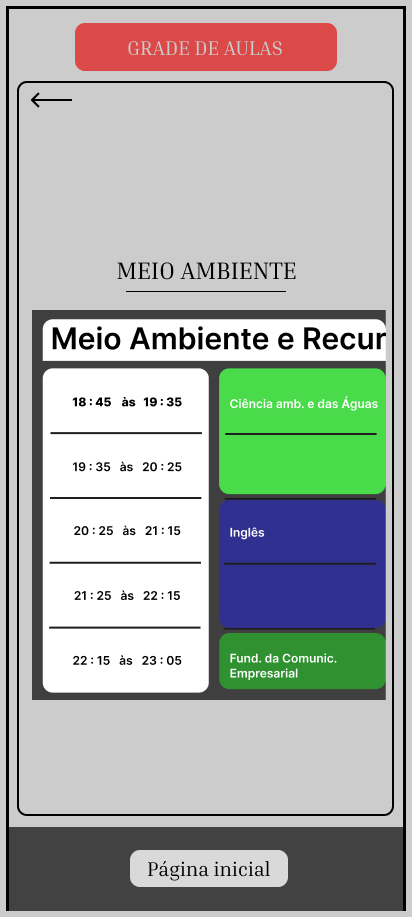 GRADE DE AULAS
MEIO AMBIENTE
Meio Ambiente e Recur
18 : 45 às 19 : 35
Ciência amb. e das Águas
19 : 35 às 20 : 25
20 : 25 às 21 : 15
Inglês
21 : 25 às 22 : 15
22 : 15 às 23 : 05
Fund. da Comunic.
Empresarial
Página inicial